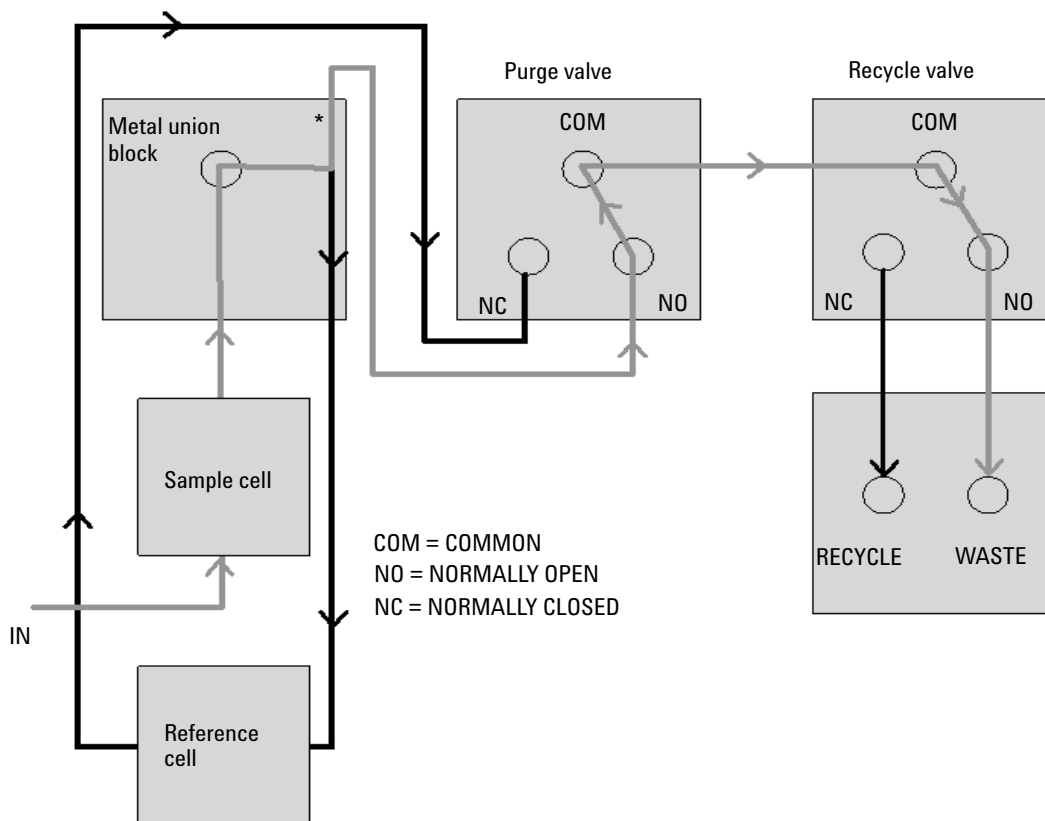 Purge valve
Recycle valve
Metal union
block
*
COM
COM
NC
NO
NC
NO
Sample cell
COM = COMMON
NO = NORMALLY OPEN
NC = NORMALLY CLOSED
RECYCLE
WASTE
IN
Reference
cell